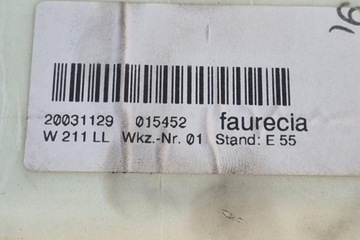 20031129 015452 faurecia
W 211 LL Wkz.-Nr. 01 Stand: E 55